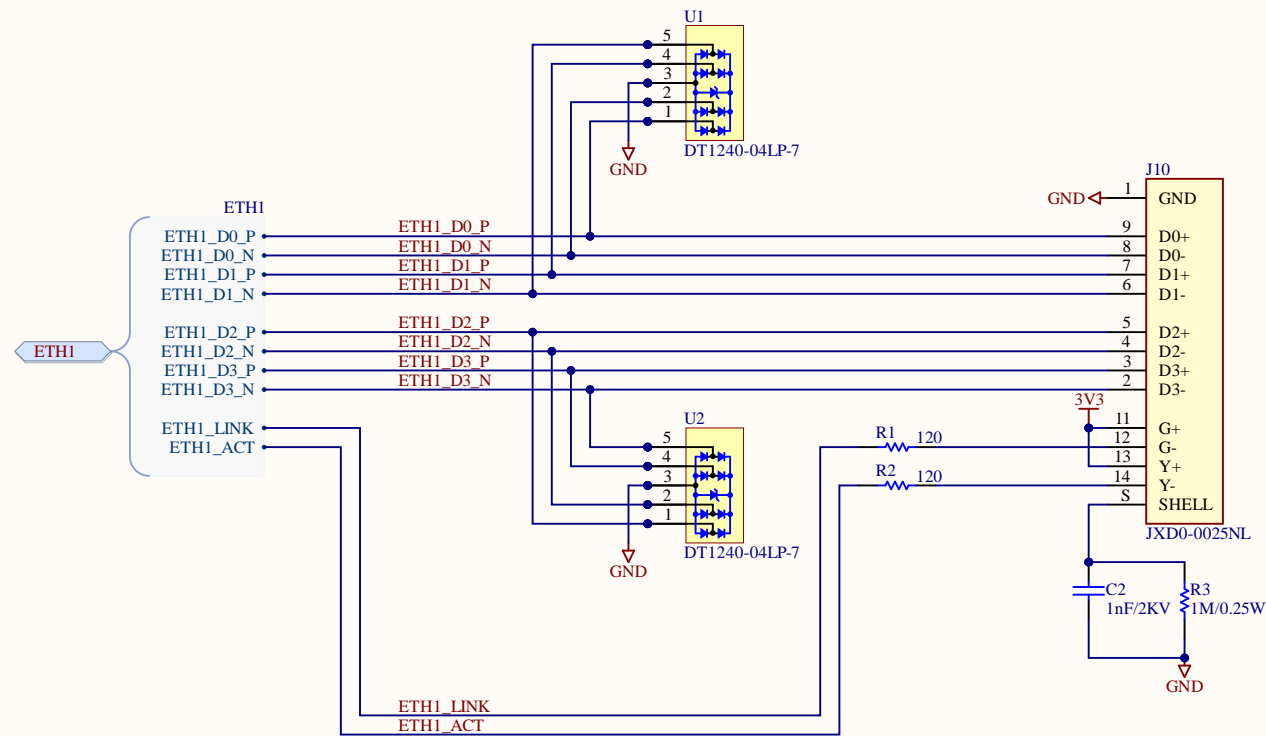 U1
5
4
3
2
1
DT1240-04LP-7
GND
J10
GND 1 GND
ETH1
ETH1_D0_P ETH1_D0_P 9 D0+
ETH1_D0_N ETH1_D0_N 8 D0-
ETH1_D1_P ETH1_D1_P 7 D1+
ETH1_D1_N ETH1_D1_N 6 D1-
ETH1_D2_P ETH1_D2_P 5 D2+
ETH1 ETH1_D2_N ETH1_D2_N 4 D2-
ETH1_D3_P ETH1_D3_P 3 D3+
ETH1_D3_N ETH1_D3_N 2 D3-
3V3
U2
ETH1_LINK 11 G+
ETH1_ACT 5 R1 120 12 G-
4 13 Y+
3 R2 120 14 Y-
2 S SHELL
1
JXD0-0025NL
DT1240-04LP-7
GND
C2 R3
1nF/2KV 1M/0.25W
GND
ETH1_LINK
ETH1_ACT